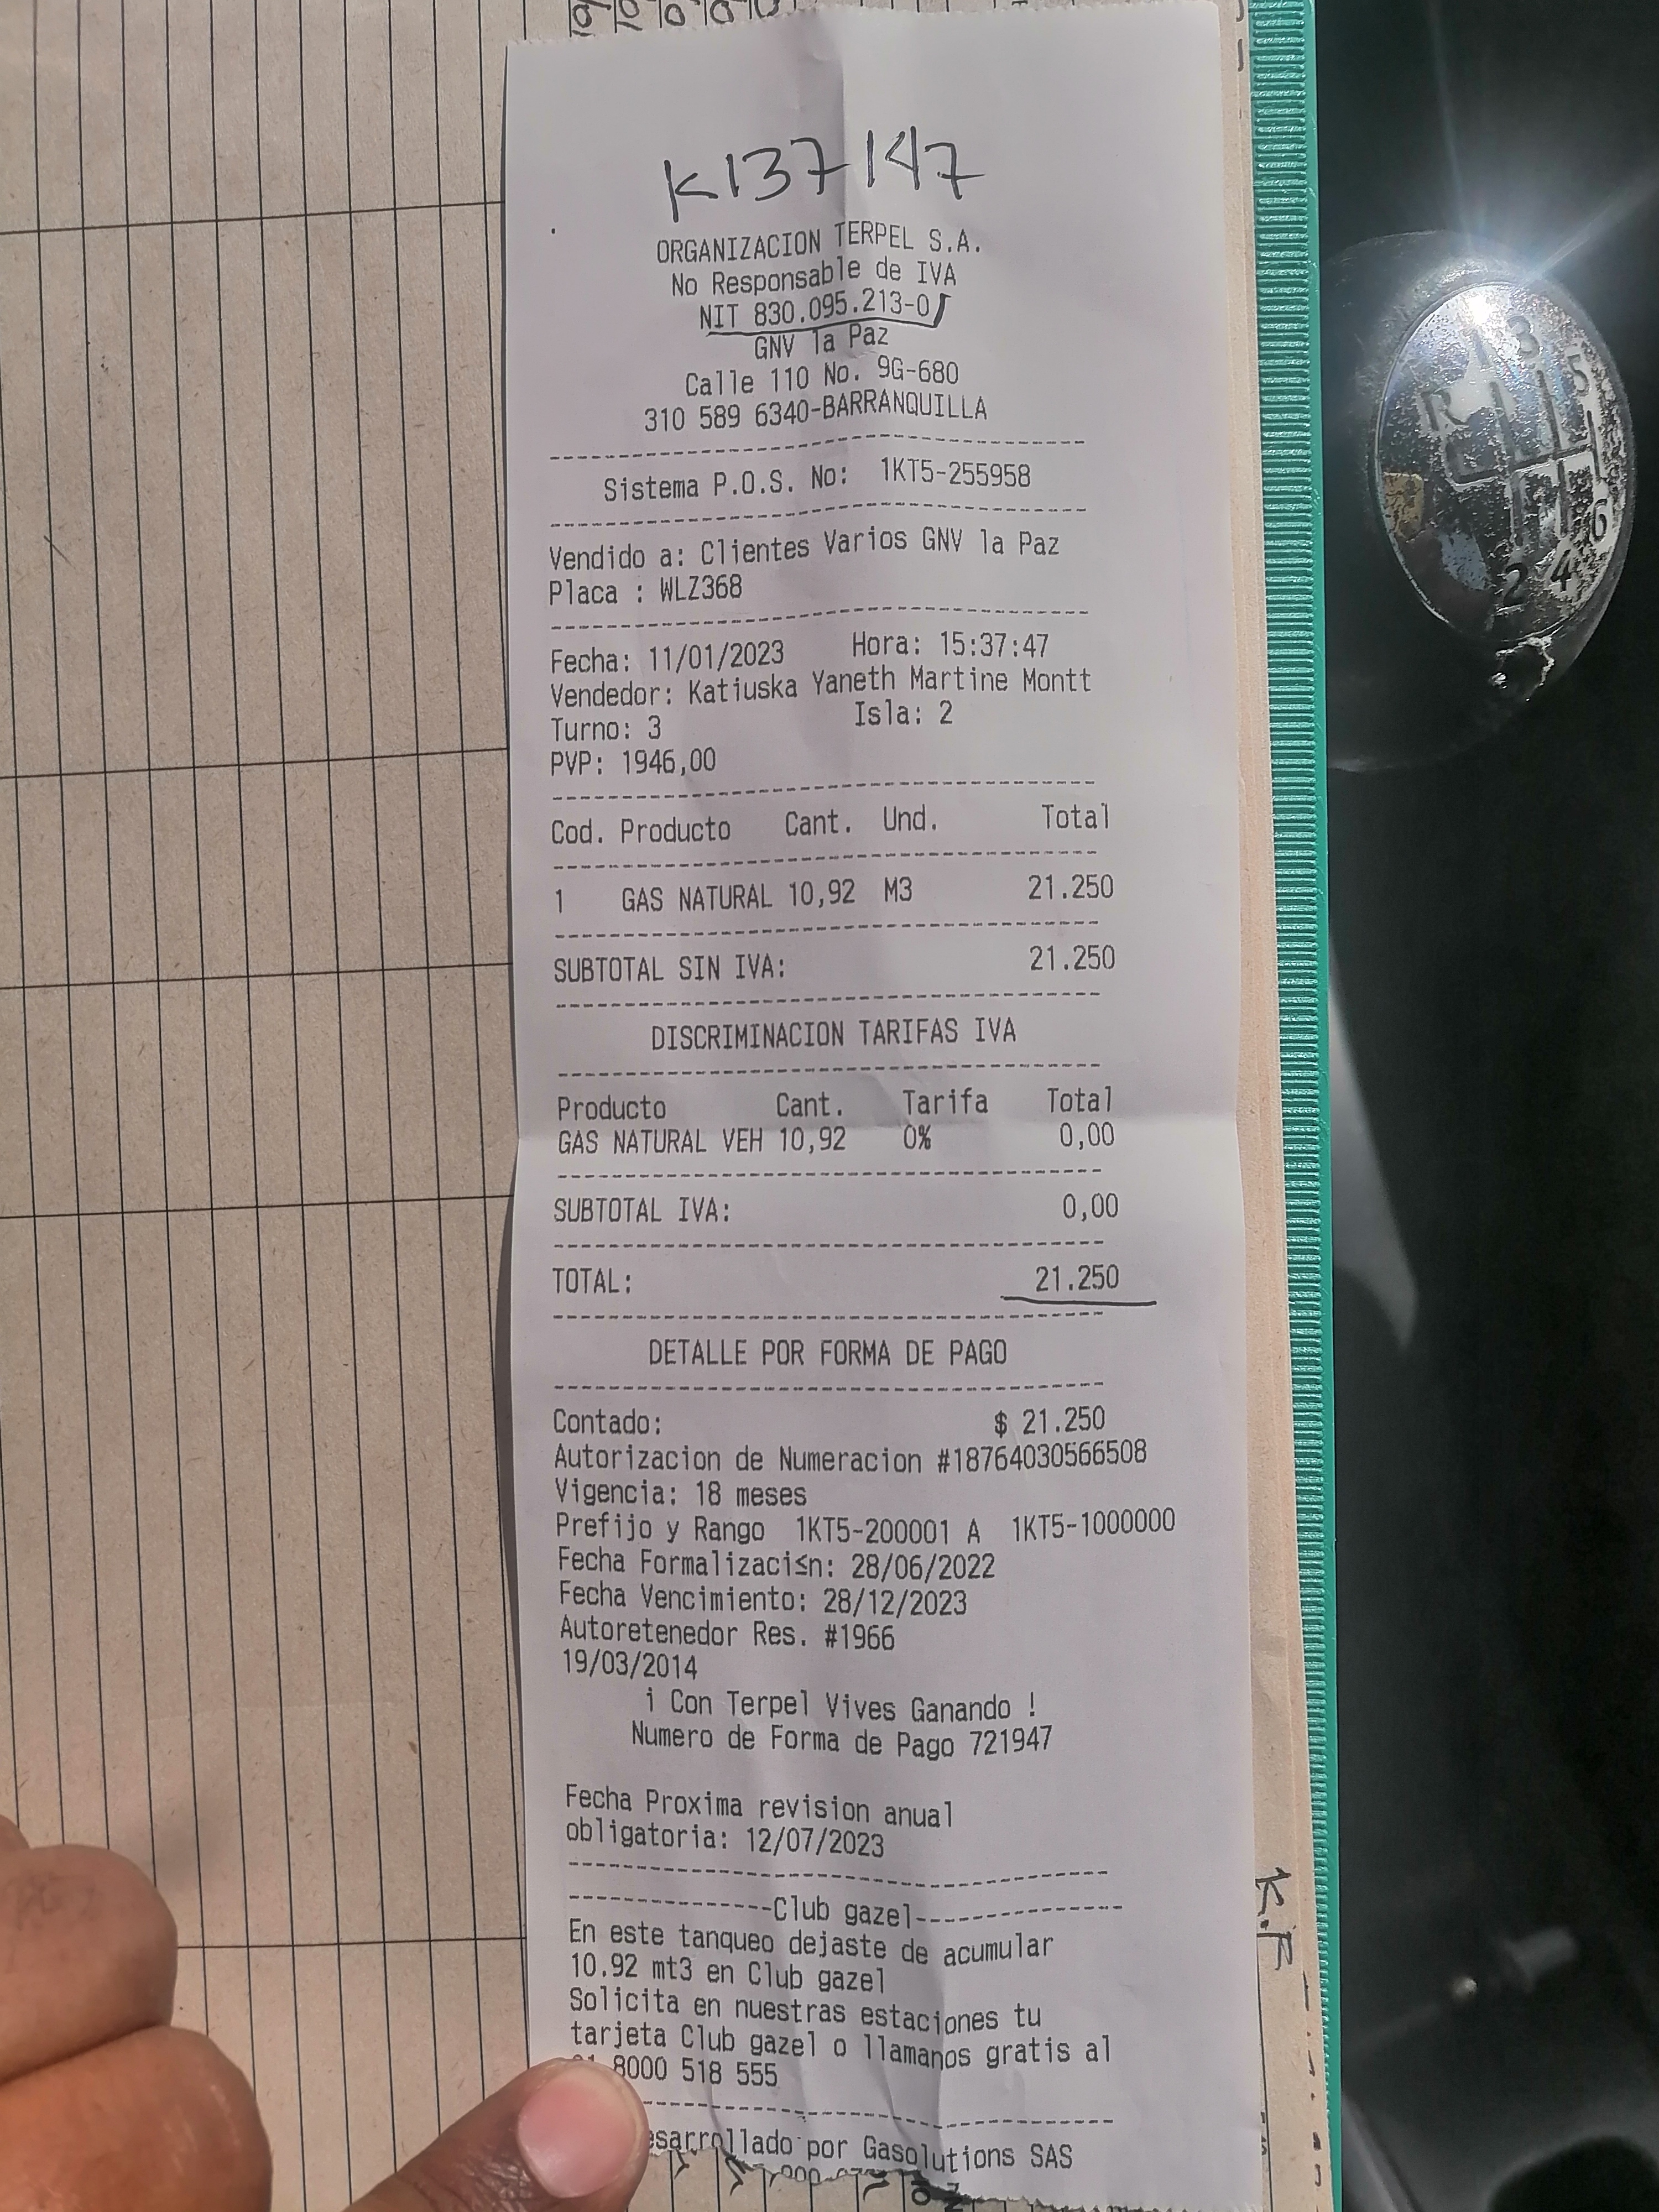 K137147
ORGANIZACION TERPEL S.A.
No Responsable de IVA
NIT 830.095.213-0
GNV la Paz
Calle 110 No. 9G-680
310 589 6340-BARRANQUILLA
Sistema P.O.S. No: 1KT5-255958
Vendido a: Clientes Varios GNV la Paz
Placa : WLZ368
Fecha: 11/01/2023 Hora: 15:37:47
Vendedor: Katiuska Yaneth Martine Montt
Turno: 3 Isla: 2
PVP: 1946,00
Cod. Producto Cant. Und. Total
1 GAS NATURAL 10,92 M3 21.250
SUBTOTAL SIN IVA: 21.250
DISCRIMINACION TARIFAS IVA
Producto Cant. Tarifa Total
GAS NATURAL VEH 10,92 0% 0,00
SUBTOTAL IVA: 0,00
TOTAL: 21.250
DETALLE POR FORMA DE PAGO
Contado: $ 21.250
Autorizacion de Numeracion #18764030566508
Vigencia: 18 meses
Prefijo y Rango 1KT5-200001 A 1KT5-1000000
Fecha Formalizaci≤n: 28/06/2022
Fecha Vencimiento: 28/12/2023
Autoretenedor Res. #1966
19/03/2014
¡ Con Terpel Vives Ganando !
Numero de Forma de Pago 721947
Fecha Proxima revision anual
obligatoria: 12/07/2023
--------------Club gazel---------------
En este tanqueo dejaste de acumular
10.92 mt3 en Club gazel
Solicita en nuestras estaciones tu
tarjeta Club gazel o llamanos gratis al
8000 518 555
esarrollado por Gasolutions SAS
R 1 3 5
2 4 6
K.F